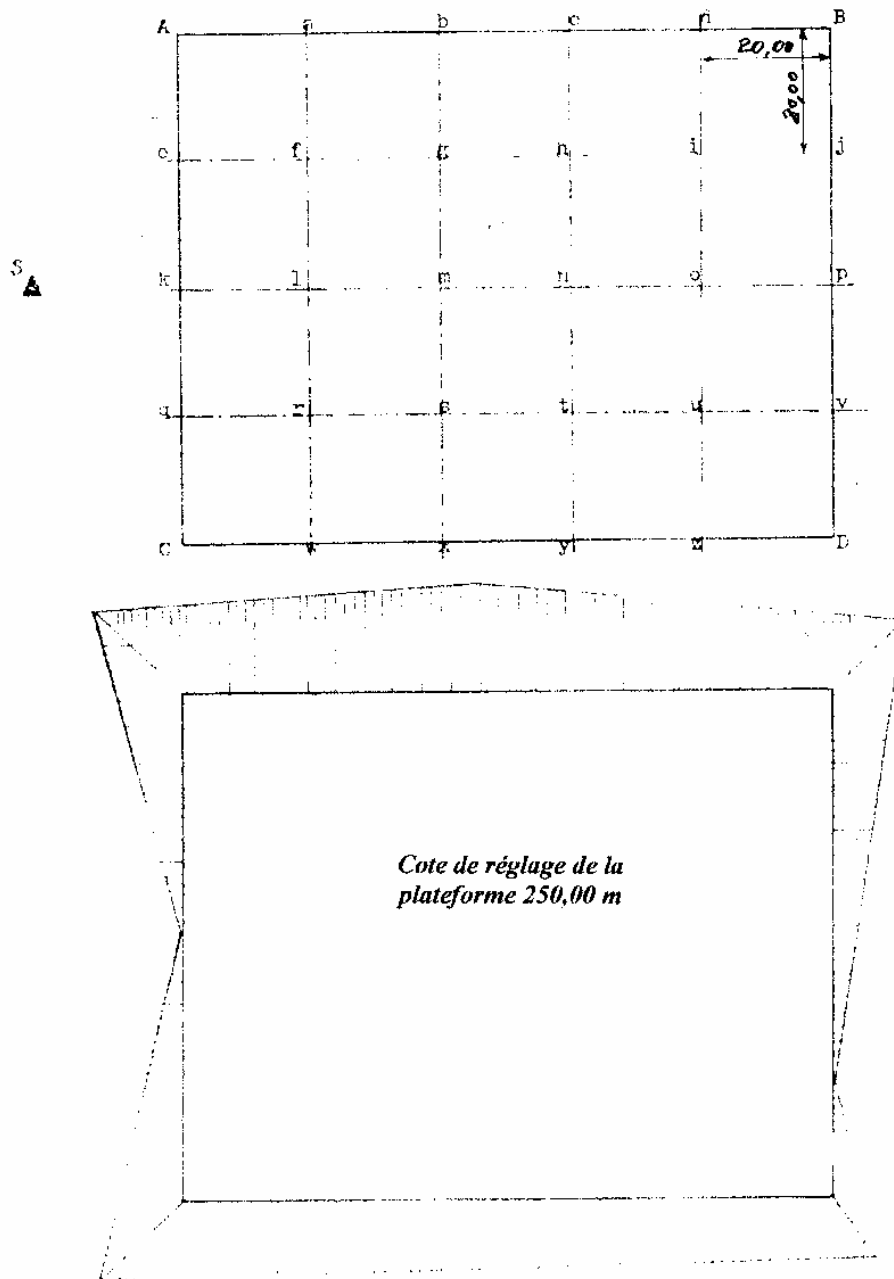 A b c B
20,00
20,00
f h i j
S
k l m n o p
q r s t u v
C y D
Cote de réglage de la
plateforme 250,00 m